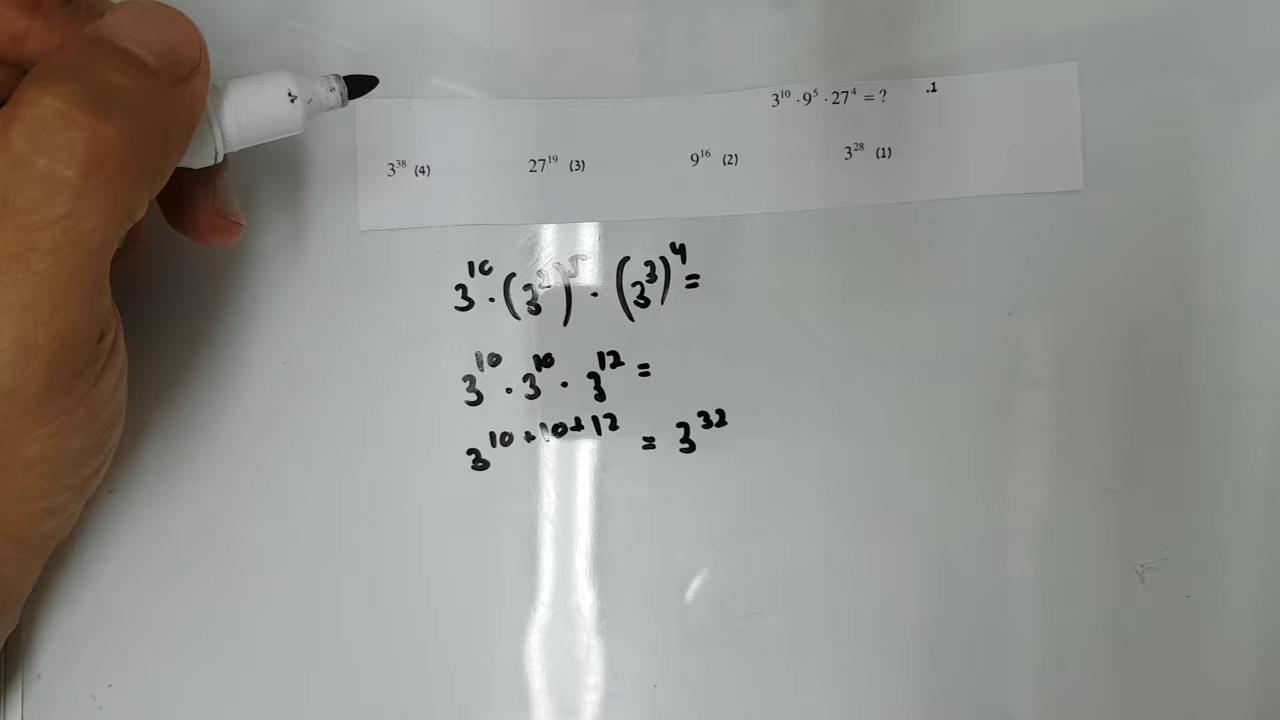 .1 3¹⁰ · 9⁵ · 27⁴ = ?
3²⁸ (1) 9¹⁶ (2) 27¹⁹ (3) 3³⁸ (4)
3¹⁰ · (3²)⁵ · (3³)⁴ =
3¹⁰ · 3¹⁰ · 3¹² =
3¹⁰⁺¹⁰⁺¹² = 3³²